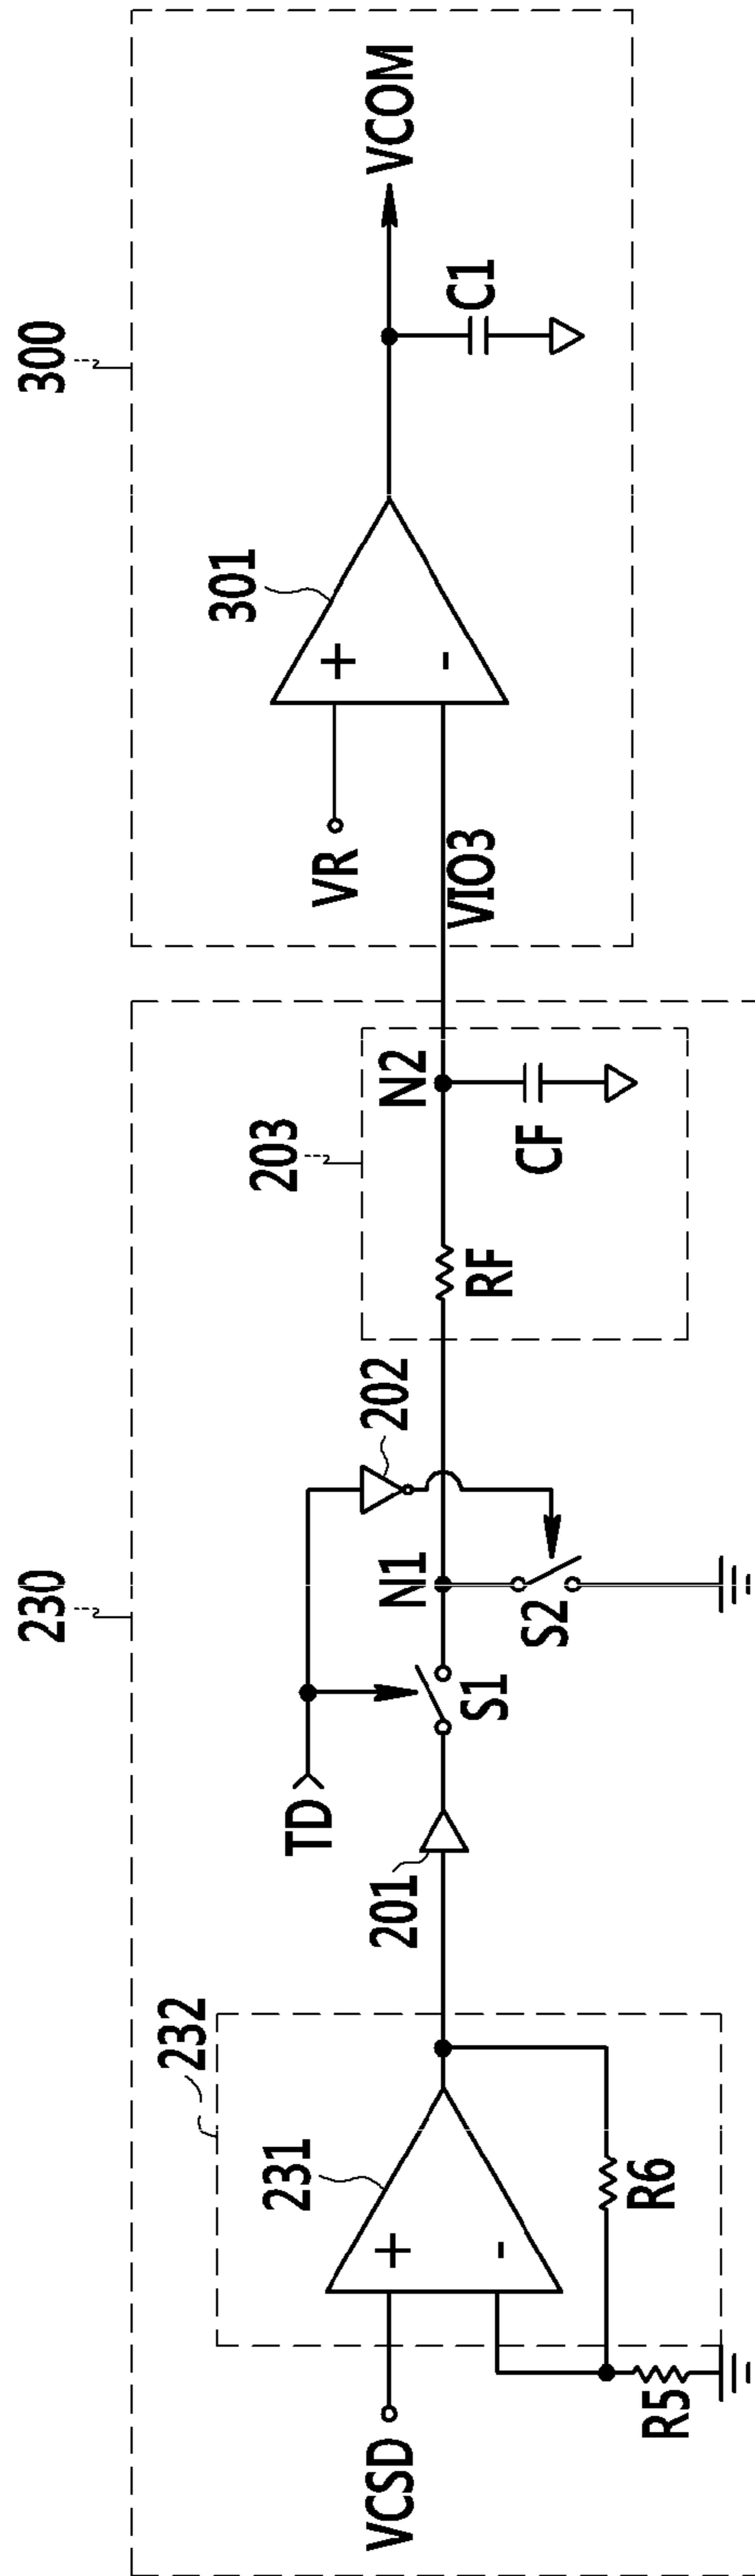 230
300
232
231
+
-
VCSD
R5
R6
201
TD
S1
N1
S2
202
203
RF
N2
CF
VIO3
VR
301
+
-
C1
VCOM